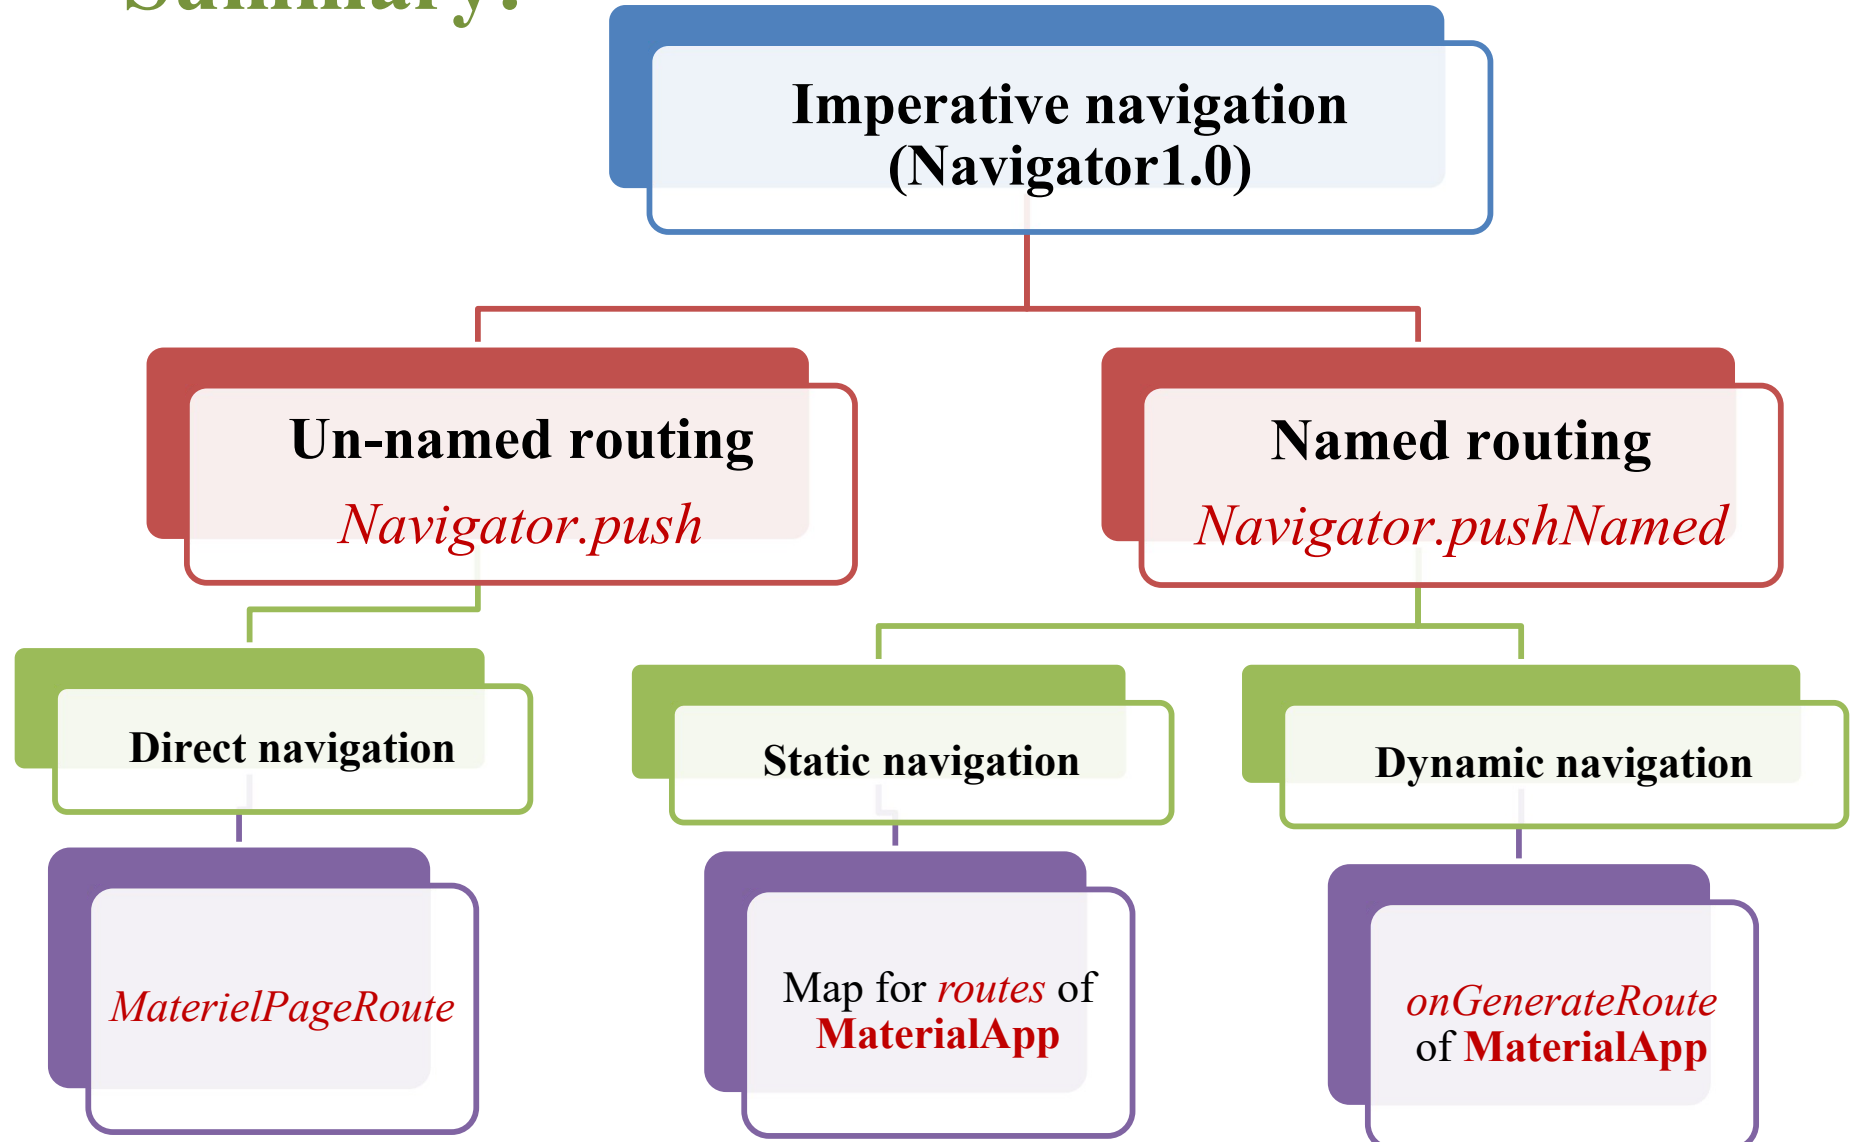 Summary:
Imperative navigation
(Navigator1.0)
Un-named routing
Navigator.push
Named routing
Navigator.pushNamed
Direct navigation
Static navigation
Dynamic navigation
MaterielPageRoute
Map for routes of
MaterialApp
onGenerateRoute
of MaterialApp